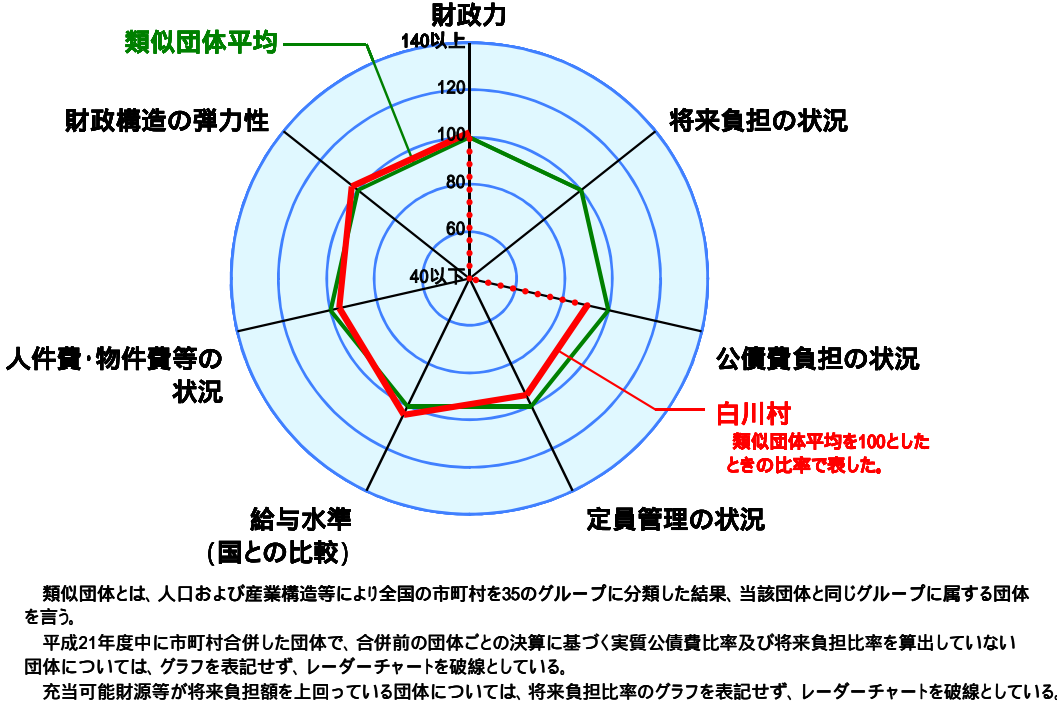 財政力
類似団体平均
140以上
120
財政構造の弾力性
将来負担の状況
100
80
60
40以下
人件費・物件費等の
状況
公債費負担の状況
白川村
類似団体平均を100とした
ときの比率で表した。
給与水準
(国との比較)
定員管理の状況
類似団体とは、人口および産業構造等により全国の市町村を35のグループに分類した結果、当該団体と同じグループに属する団体
を言う。
平成21年度中に市町村合併した団体で、合併前の団体ごとの決算に基づく実質公債費比率及び将来負担比率を算出していない
団体については、グラフを表記せず、レーダーチャートを破線としている。
充当可能財源等が将来負担額を上回っている団体については、将来負担比率のグラフを表記せず、レーダーチャートを破線としている。